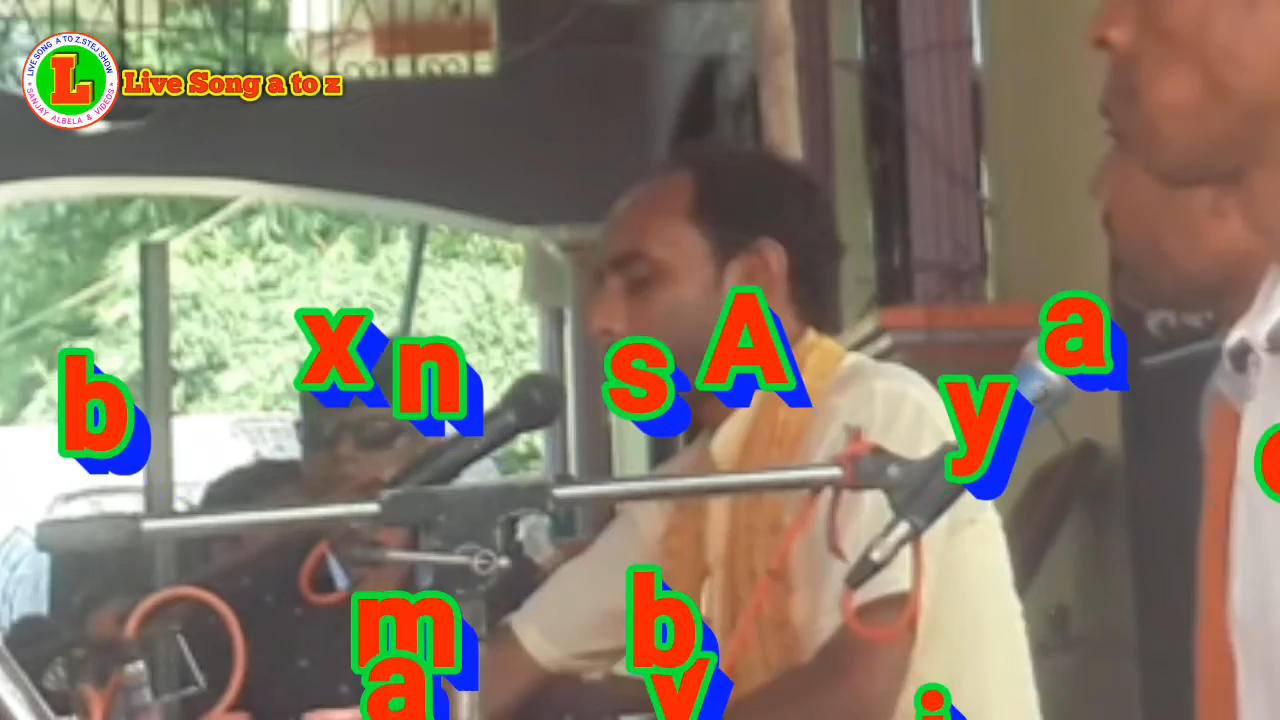 LIVE SONG A TO Z.STEJ SHOW
SANJAY ALBELA & VIDEOS
L
Live Song a to z
x n s A y a
b
m b
a y i